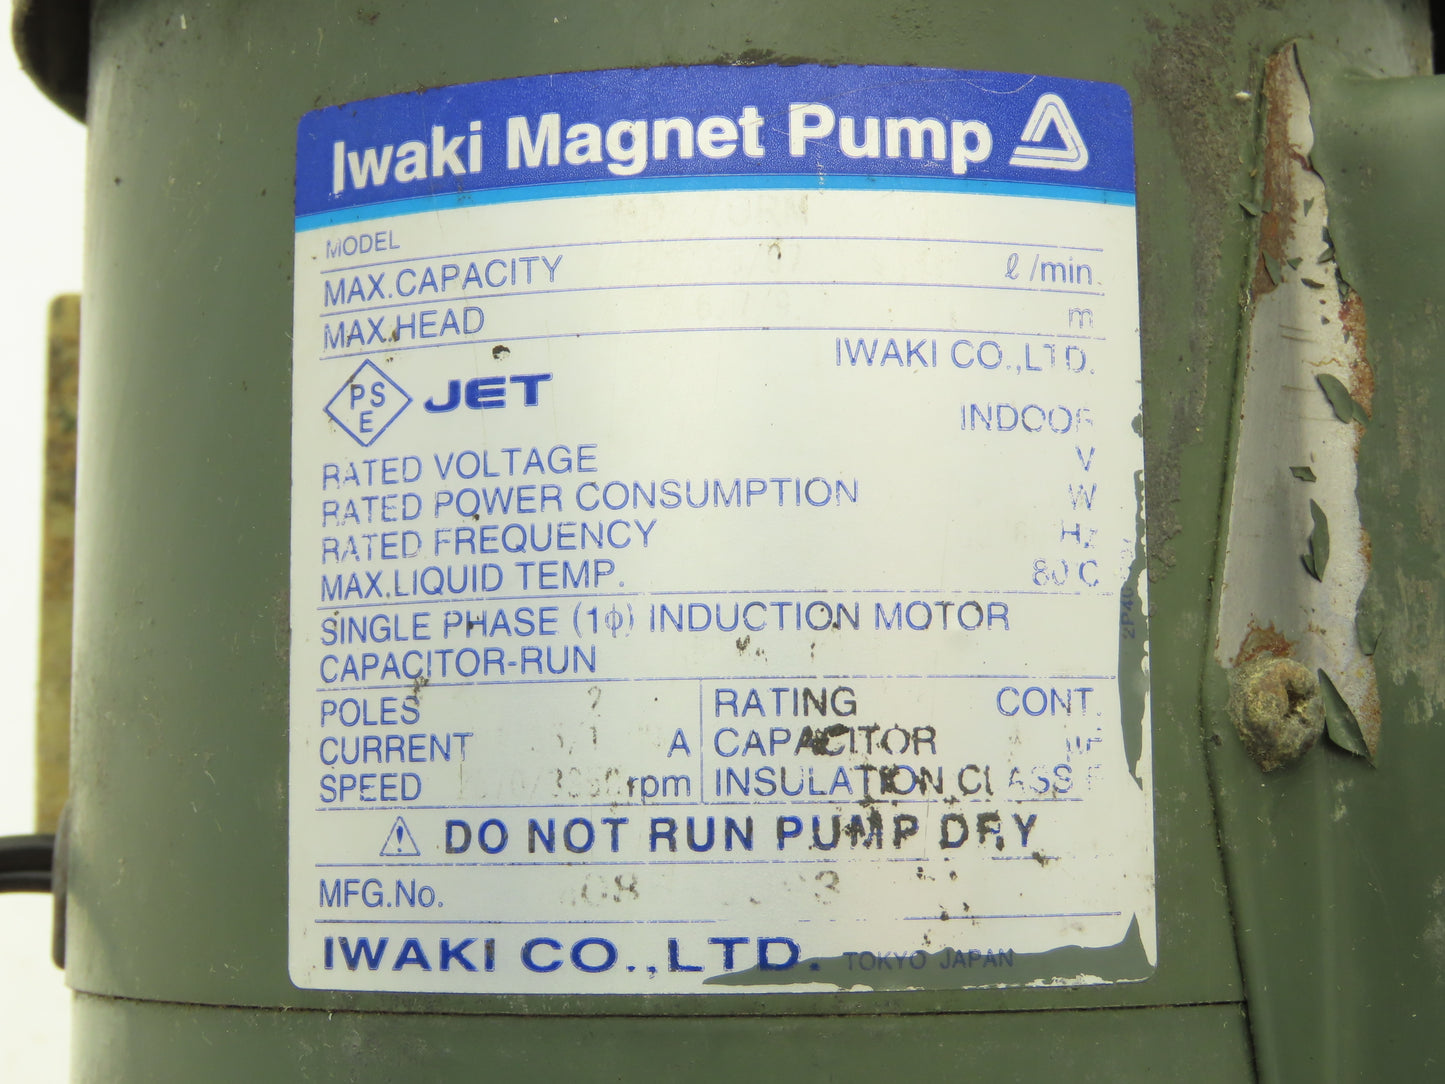 Iwaki Magnet Pump
MODEL
MAX.CAPACITY ℓ/min.
MAX.HEAD m
IWAKI CO.,LTD.
PSE JET
INDOOR
RATED VOLTAGE V
RATED POWER CONSUMPTION W
RATED FREQUENCY Hz
MAX.LIQUID TEMP. 80°C
SINGLE PHASE (1φ) INDUCTION MOTOR
CAPACITOR-RUN
POLES 2 RATING CONT.
CURRENT A CAPACITOR μF
SPEED rpm INSULATION CLASS E
⚠ DO NOT RUN PUMP DRY
MFG.No.
IWAKI CO.,LTD. TOKYO JAPAN